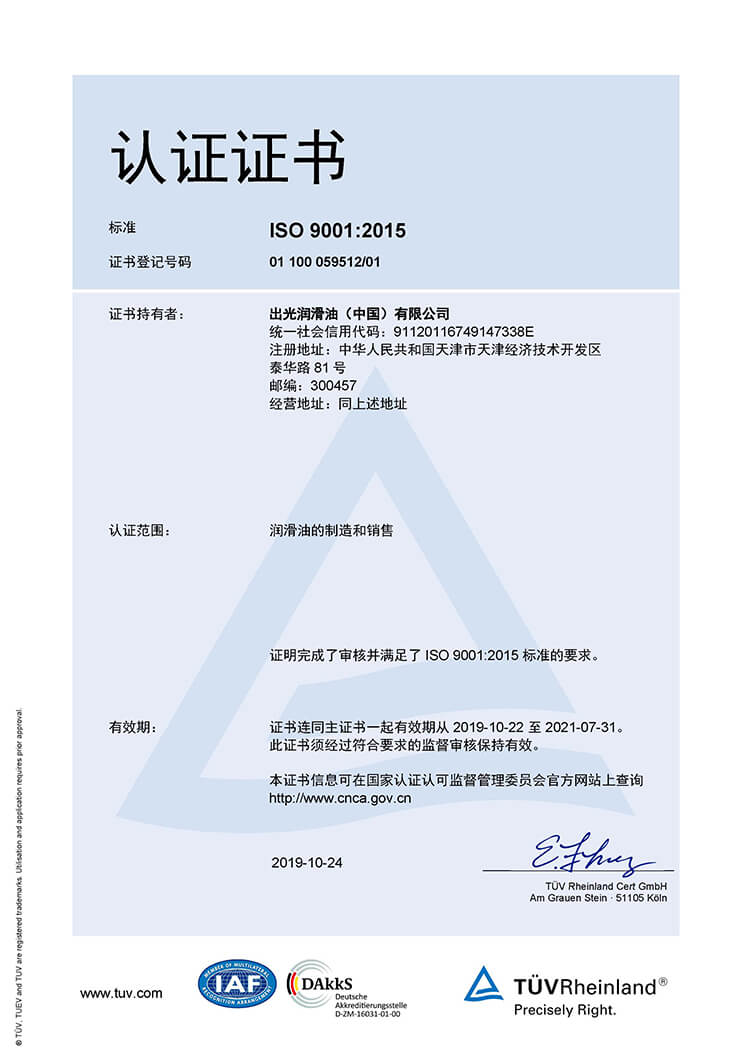 认证证书
标准 ISO 9001:2015
证书登记号码 01 100 059512/01
证书持有者： 出光润滑油（中国）有限公司
统一社会信用代码：91120116749147338E
注册地址：中华人民共和国天津市天津经济技术开发区
泰华路 81 号
邮编：300457
经营地址：同上述地址
认证范围： 润滑油的制造和销售
证明完成了审核并满足了 ISO 9001:2015 标准的要求。
有效期： 证书连同主证书一起有效期从 2019-10-22 至 2021-07-31。
此证书须经过符合要求的监督审核保持有效。
本证书信息可在国家认证认可监督管理委员会官方网站上查询
http://www.cnca.gov.cn
2019-10-24
TÜV Rheinland Cert GmbH
Am Grauen Stein · 51105 Köln
® TÜV, TUEV and TUV are registered trademarks. Utilisation and application requires prior approval.
www.tuv.com
MEMBER OF MULTILATERAL
IAF
RECOGNITION ARRANGEMENT
DAkkS
Deutsche
Akkreditierungsstelle
D-ZM-16031-01-00
TÜVRheinland®
Precisely Right.